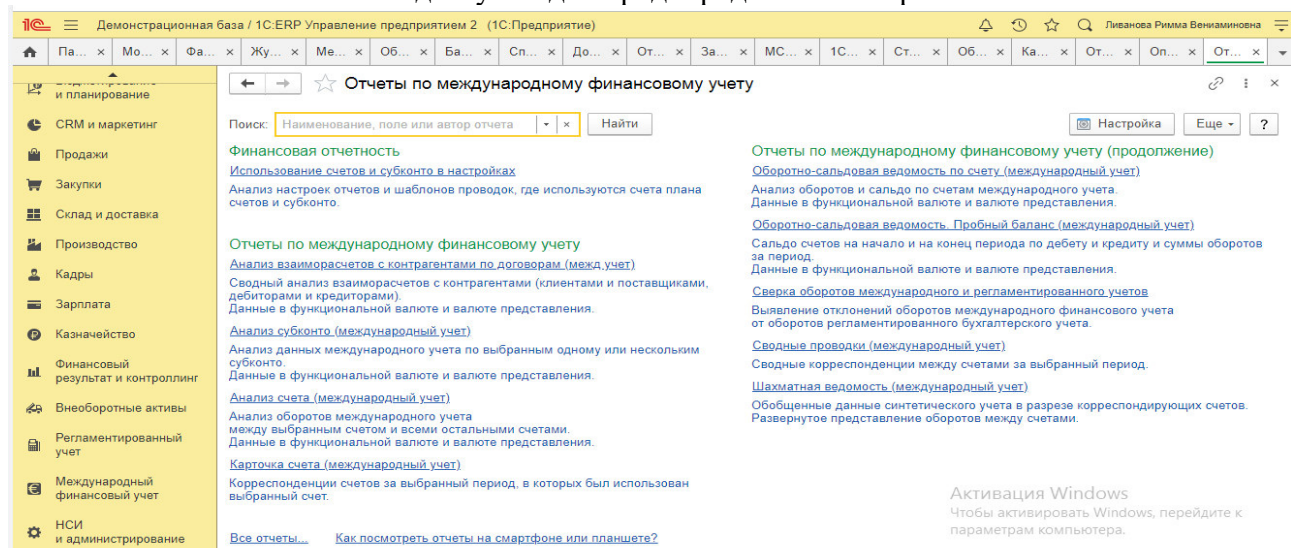 1С Демонстрационная база / 1С:ERP Управление предприятием 2 (1С:Предприятие) Ливанова Римма Вениаминовна
Па... × Мо... × Фа... × Жу... × Ме... × Об... × Ба... × Сп... × До... × От... × За... × МС... × 1С... × Ст... × Об... × Ка... × От... × Оп... × От... ×
и планирование
CRM и маркетинг
Продажи
Закупки
Склад и доставка
Производство
Кадры
Зарплата
Казначейство
Финансовый
результат и контроллинг
Внеоборотные активы
Регламентированный
учет
Международный
финансовый учет
НСИ
и администрирование
Отчеты по международному финансовому учету
Поиск: Наименование, поле или автор отчета × Найти Настройка Еще ?
Финансовая отчетность
Использование счетов и субконто в настройках
Анализ настроек отчетов и шаблонов проводок, где используются счета плана
счетов и субконто.
Отчеты по международному финансовому учету
Анализ взаиморасчетов с контрагентами по договорам (межд.учет)
Сводный анализ взаиморасчетов с контрагентами (клиентами и поставщиками,
дебиторами и кредиторами).
Данные в функциональной валюте и валюте представления.
Анализ субконто (международный учет)
Анализ данных международного учета по выбранным одному или нескольким
субконто.
Данные в функциональной валюте и валюте представления.
Анализ счета (международный учет)
Анализ оборотов международного учета
между выбранным счетом и всеми остальными счетами.
Данные в функциональной валюте и валюте представления.
Карточка счета (международный учет)
Корреспонденции счетов за выбранный период, в которых был использован
выбранный счет.
Все отчеты... Как посмотреть отчеты на смартфоне или планшете?
Отчеты по международному финансовому учету (продолжение)
Оборотно-сальдовая ведомость по счету (международный учет)
Анализ оборотов и сальдо по счетам международного учета.
Данные в функциональной валюте и валюте представления.
Оборотно-сальдовая ведомость. Пробный баланс (международный учет)
Сальдо счетов на начало и на конец периода по дебету и кредиту и суммы оборотов
за период.
Данные в функциональной валюте и валюте представления.
Сверка оборотов международного и регламентированного учетов
Выявление отклонений оборотов международного финансового учета
от оборотов регламентированного бухгалтерского учета.
Сводные проводки (международный учет)
Сводные корреспонденции между счетами за выбранный период.
Шахматная ведомость (международный учет)
Обобщенные данные синтетического учета в разрезе корреспондирующих счетов.
Развернутое представление оборотов между счетами.
Активация Windows
Чтобы активировать Windows, перейдите к
параметрам компьютера.